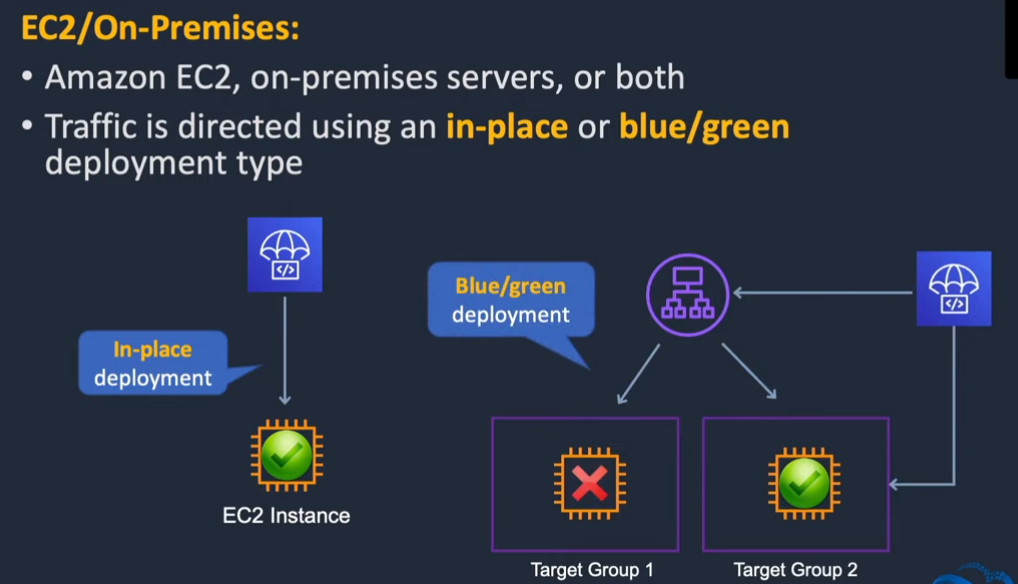 EC2/On-Premises:
• Amazon EC2, on-premises servers, or both
• Traffic is directed using an in-place or blue/green
deployment type
</>
Blue/green
deployment
</>
In-place
deployment
EC2 Instance
Target Group 1
Target Group 2